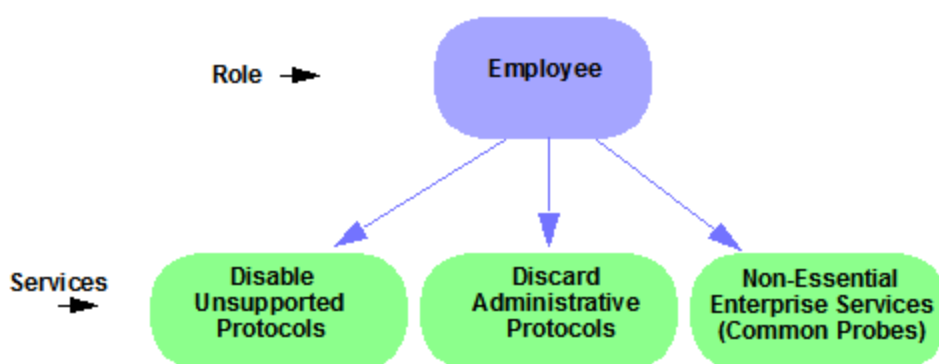 Role
Employee
Services
Disable
Unsupported
Protocols
Discard
Administrative
Protocols
Non-Essential
Enterprise Services
(Common Probes)